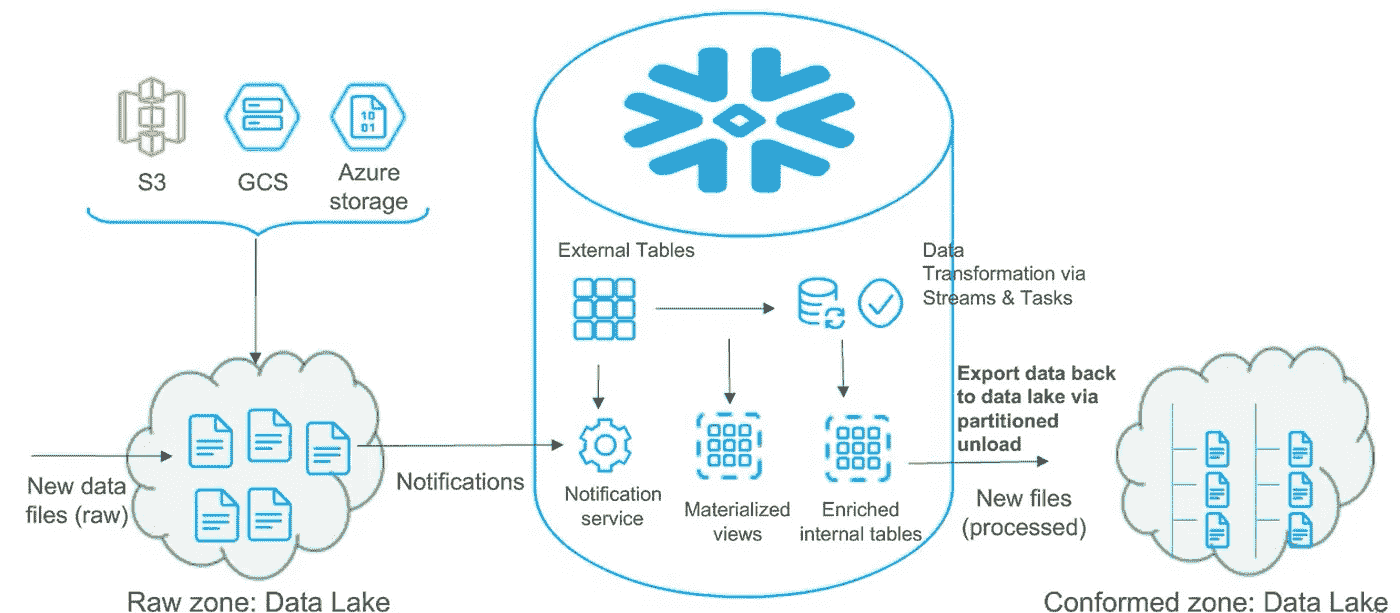 S3
GCS
Azure
storage
10
01
External Tables
Data
Transformation via
Streams & Tasks
New data
files (raw)
Notifications
Notification
service
Materialized
views
Enriched
internal tables
Export data back
to data lake via
partitioned
unload
New files
(processed)
Raw zone: Data Lake
Conformed zone: Data Lake